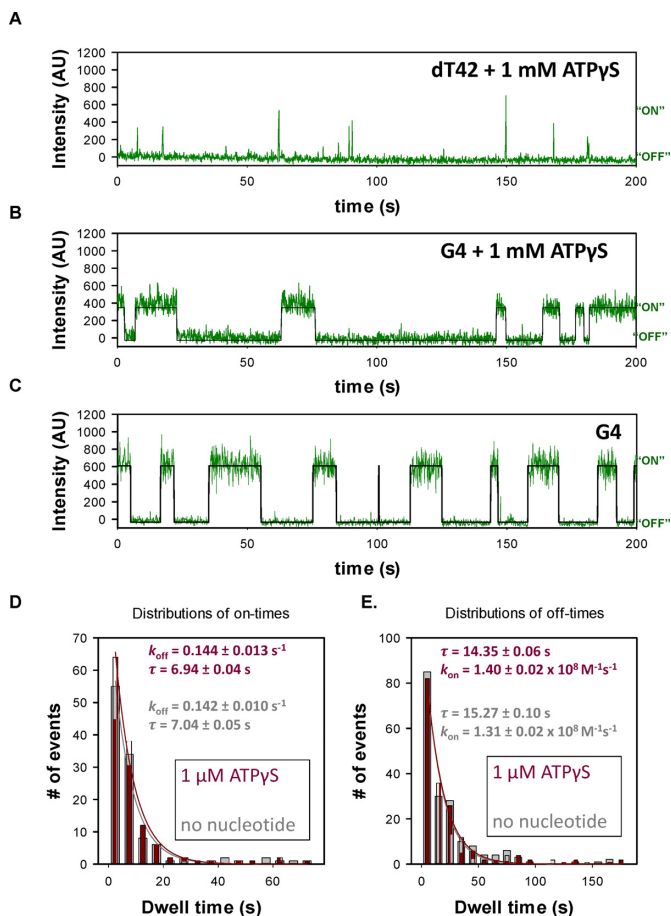 A
dT42 + 1 mM ATPγS
Intensity (AU)
1200
1000
800
600
400
200
0
"ON"
"OFF"
0
50
100
150
200
time (s)
B
G4 + 1 mM ATPγS
Intensity (AU)
1200
1000
800
600
400
200
0
"ON"
"OFF"
0
50
100
150
200
time (s)
C
G4
Intensity (AU)
1200
1000
800
600
400
200
0
"ON"
"OFF"
0
50
100
150
200
time (s)
D
Distributions of on-times
# of events
70
60
50
40
30
20
10
0
k_off = 0.144 ± 0.013 s⁻¹
τ = 6.94 ± 0.04 s
k_off = 0.142 ± 0.010 s⁻¹
τ = 7.04 ± 0.05 s
1 μM ATPγS
no nucleotide
0
20
40
60
Dwell time (s)
E.
Distributions of off-times
# of events
100
80
60
40
20
0
τ = 14.35 ± 0.06 s
k_on = 1.40 ± 0.02 x 10⁸ M⁻¹s⁻¹
τ = 15.27 ± 0.10 s
k_on = 1.31 ± 0.02 x 10⁸ M⁻¹s⁻¹
1 μM ATPγS
no nucleotide
0
50
100
150
Dwell time (s)